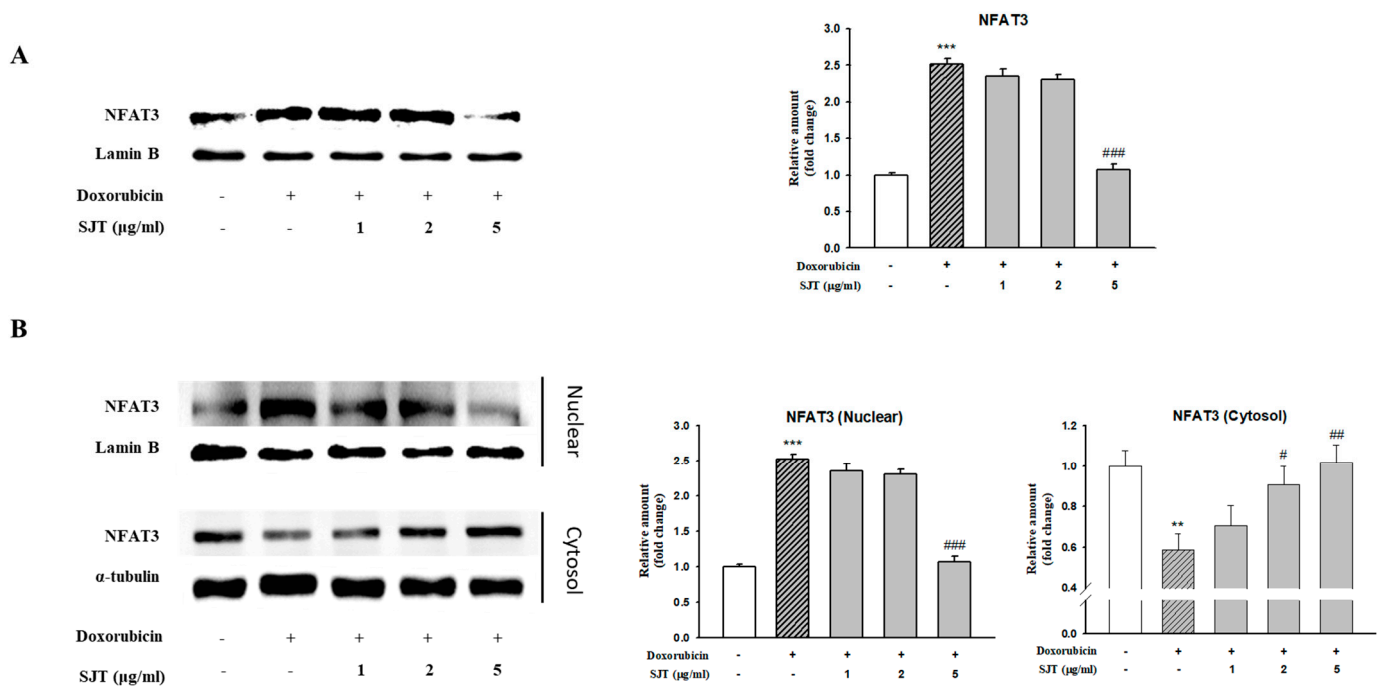 A
NFAT3
Lamin B
Doxorubicin - + + + +
SJT (μg/ml) - - 1 2 5
NFAT3
***
###
Relative amount
(fold change)
3.0
2.5
2.0
1.5
1.0
0.5
0.0
Doxorubicin - + + + +
SJT (μg/ml) - - 1 2 5
B
NFAT3
Lamin B
Nuclear
NFAT3
α-tubulin
Cytosol
Doxorubicin - + + + +
SJT (μg/ml) - - 1 2 5
NFAT3 (Nuclear)
***
###
Relative amount
(fold change)
3.0
2.5
2.0
1.5
1.0
0.5
0.0
Doxorubicin - + + + +
SJT (μg/ml) - - 1 2 5
NFAT3 (Cytosol)
**
#
##
Relative amount
(fold change)
1.2
1.0
0.8
0.6
0.4
0.0
Doxorubicin - + + + +
SJT (μg/ml) - - 1 2 5